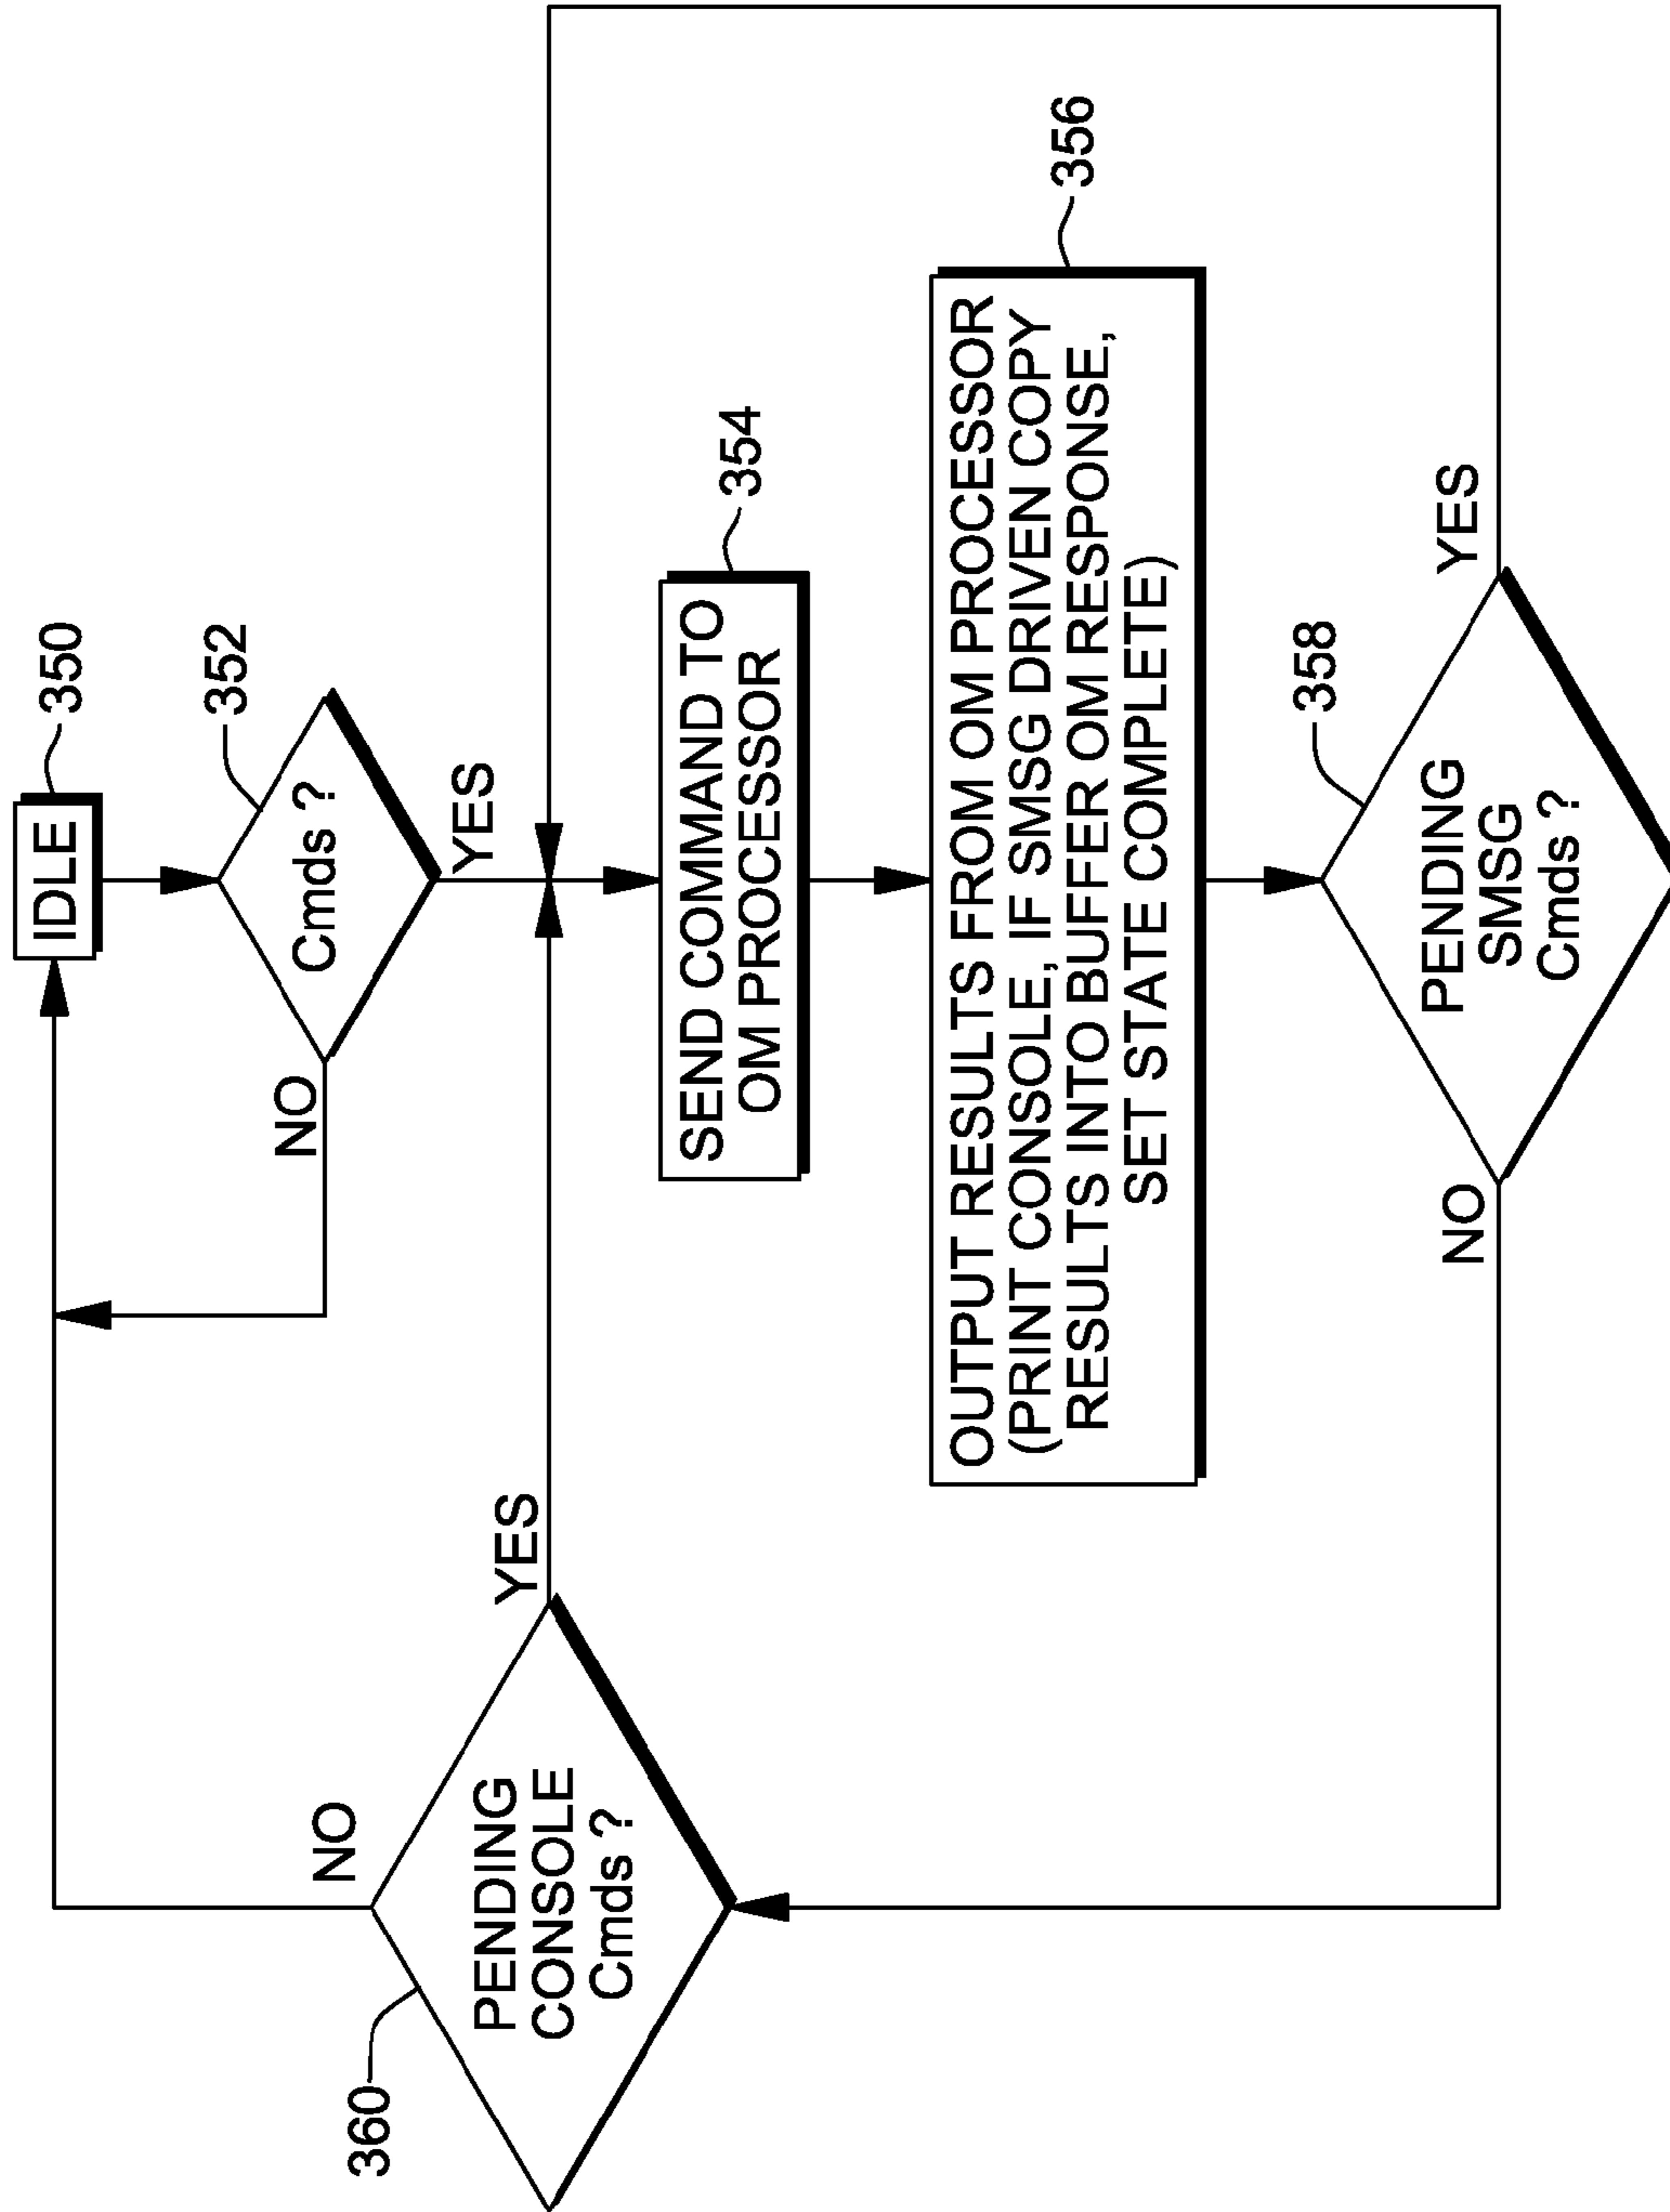 IDLE
350
Cmds ?
352
NO
YES
SEND COMMAND TO
OM PROCESSOR
354
OUTPUT RESULTS FROM OM PROCESSOR
(PRINT CONSOLE, IF SMSG DRIVEN COPY
RESULTS INTO BUFFER OM RESPONSE,
SET STATE COMPLETE)
356
PENDING
SMSG
Cmds ?
358
YES
NO
PENDING
CONSOLE
Cmds ?
360
YES
NO